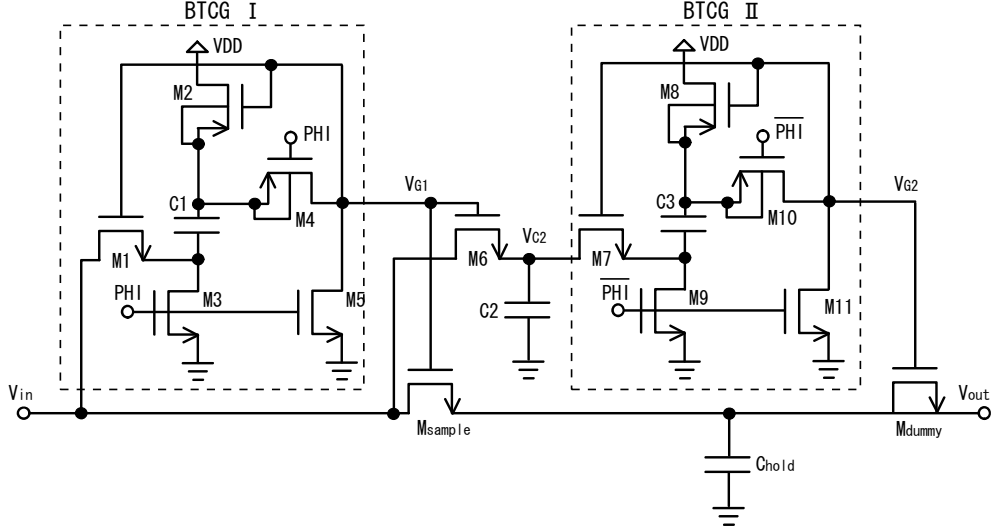 BTCG Ⅰ
BTCG Ⅱ
VDD
VDD
M2
M8
PHI
PHI
VG1
VG2
C1
M4
C3
M10
VC2
M1
M6
M7
PHI
M3
M5
PHI
M9
M11
C2
Vin
Vout
Msample
Mdummy
Chold